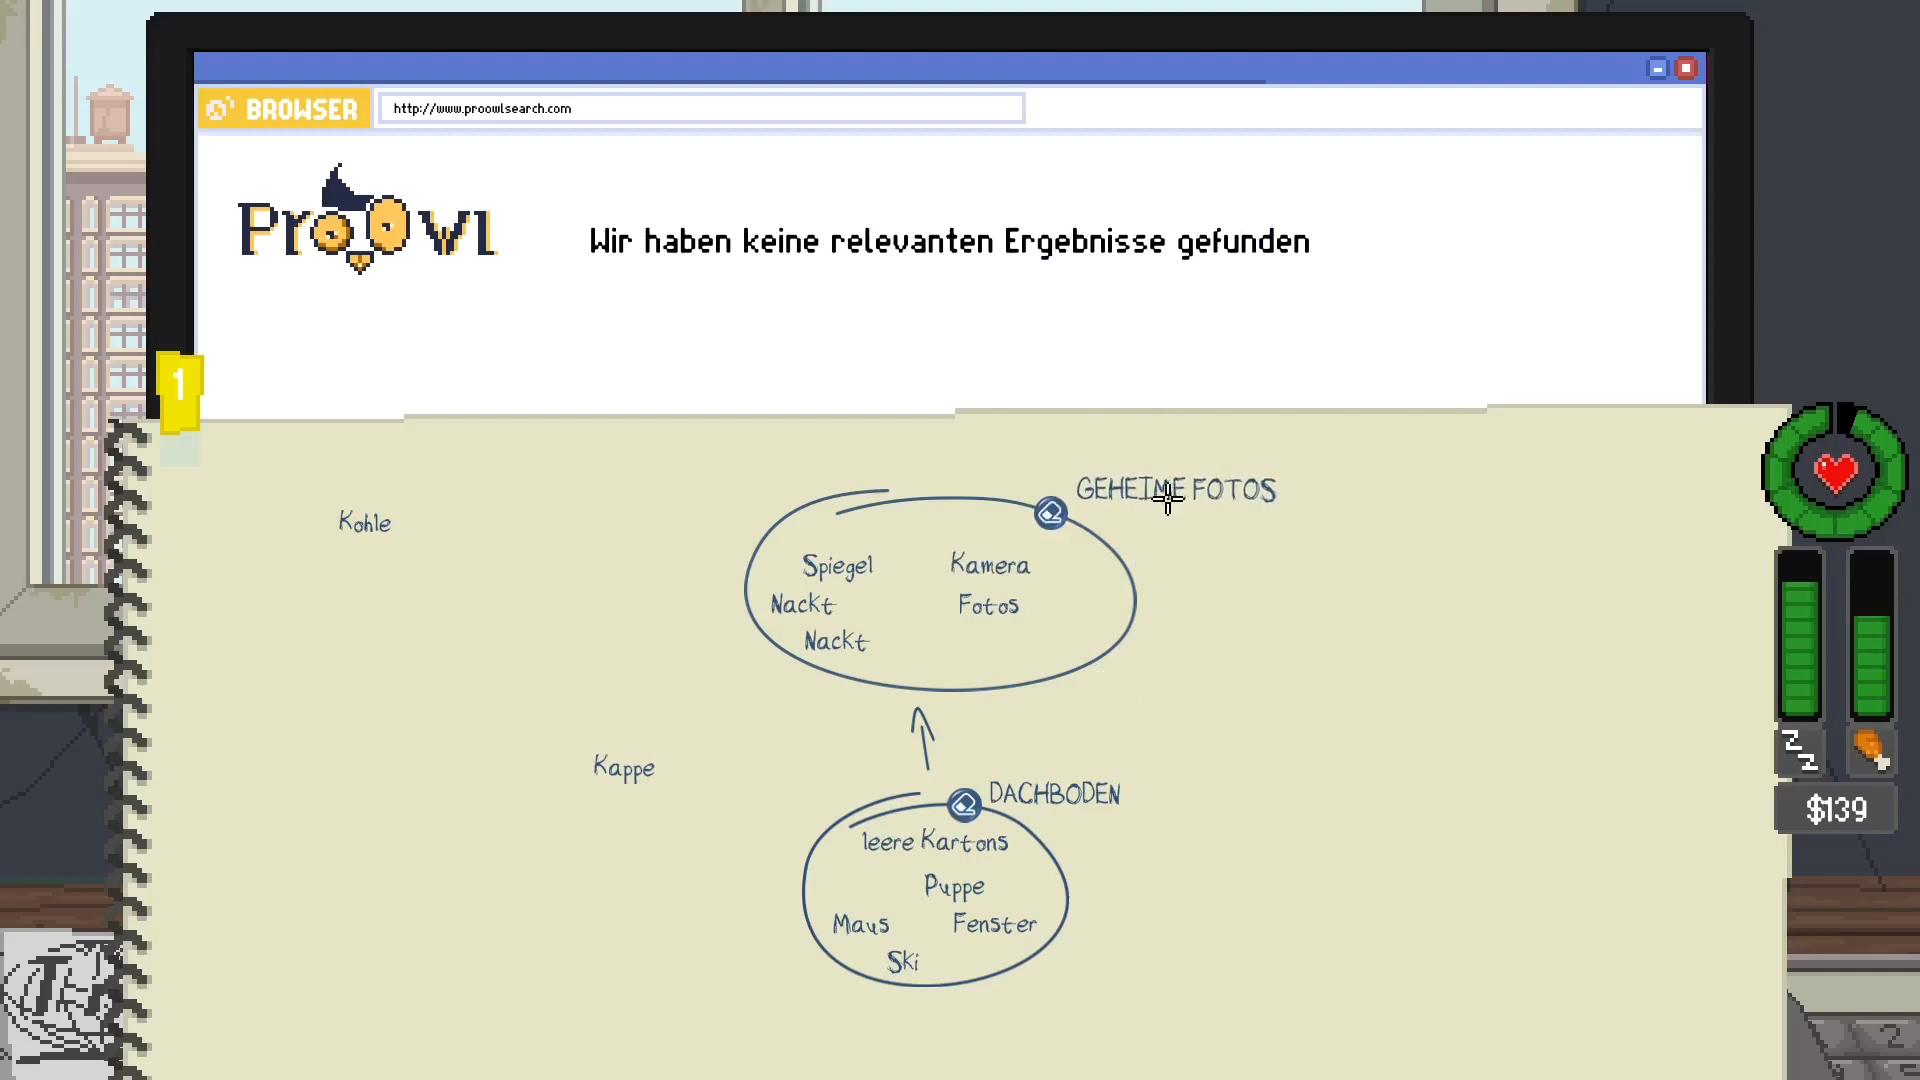 BROWSER
http://www.proowlsearch.com
PrOOwl
Wir haben keine relevanten Ergebnisse gefunden
1
GEHEIME FOTOS
Kohle
Spiegel
Kamera
Nackt
Fotos
Nackt
Kappe
DACHBODEN
leere Kartons
Puppe
Maus
Fenster
Ski
$139
2